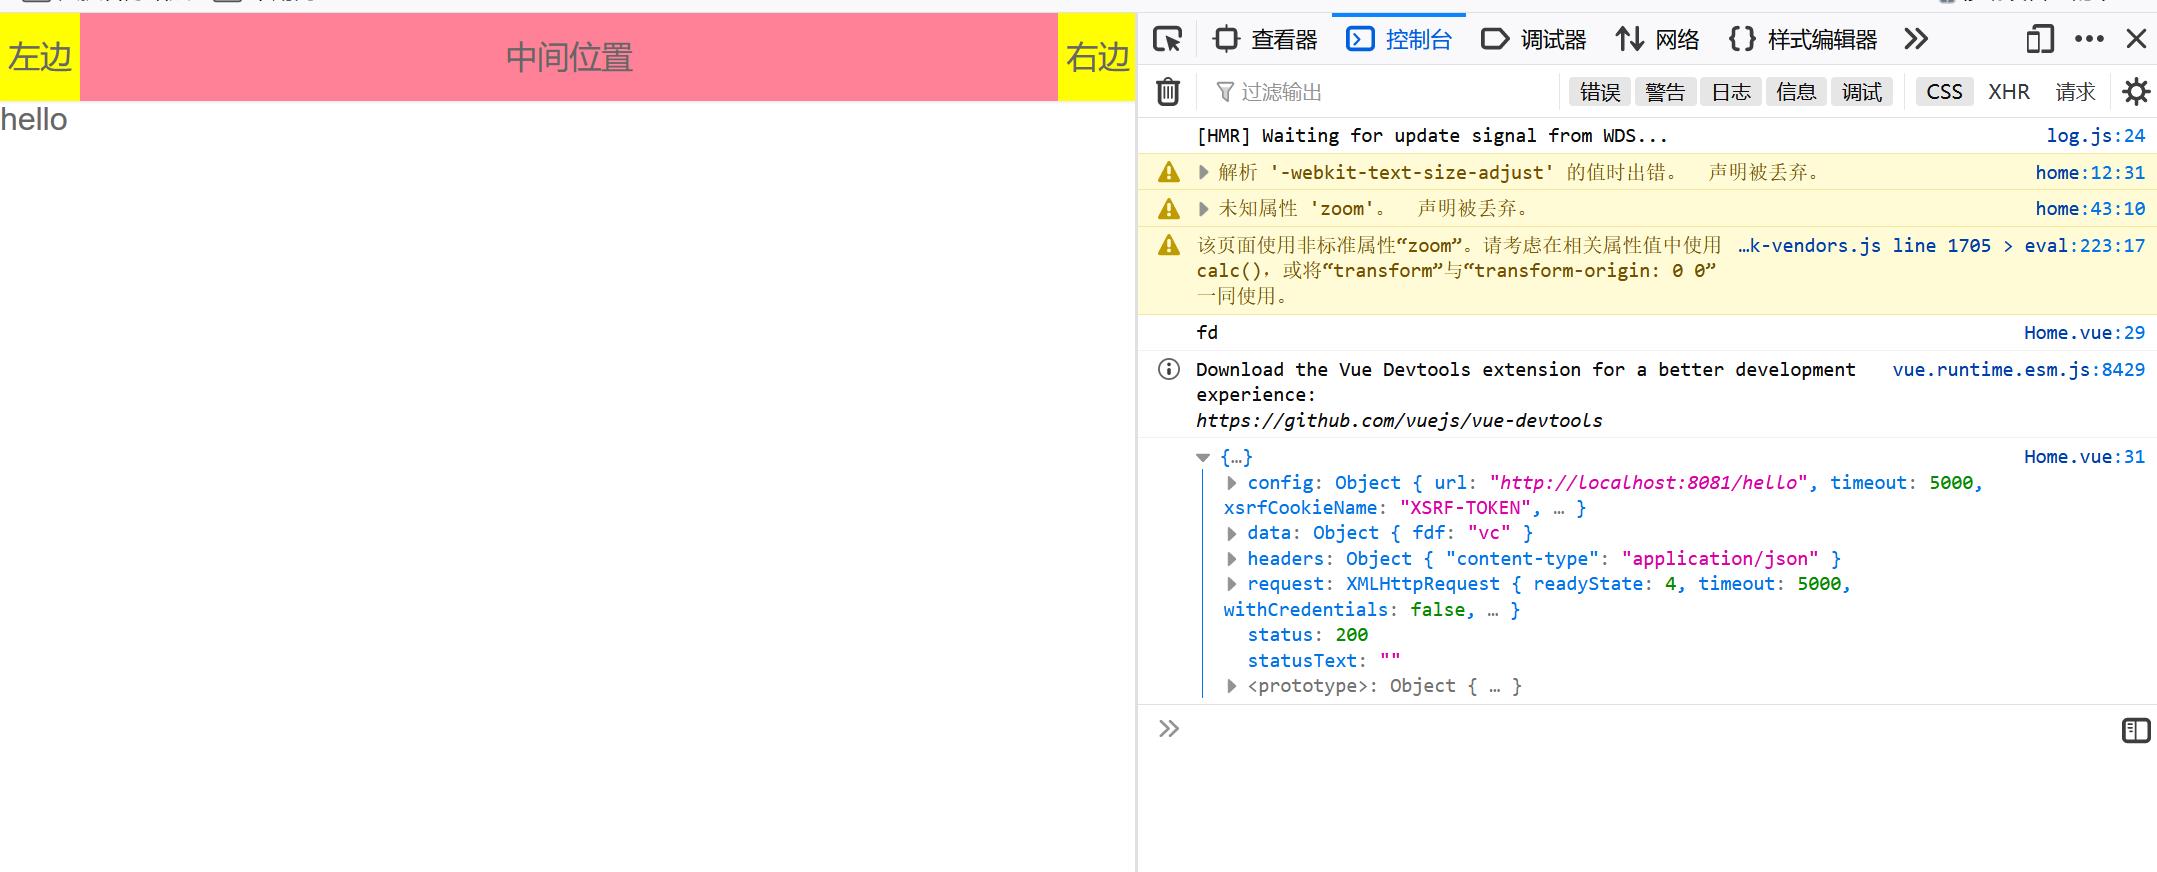 左边
中间位置
右边
hello
查看器
控制台
调试器
网络
样式编辑器
过滤输出
错误
警告
日志
信息
调试
CSS
XHR
请求
[HMR] Waiting for update signal from WDS...
log.js:24
解析 '-webkit-text-size-adjust' 的值时出错。 声明被丢弃。
home:12:31
未知属性 'zoom'。 声明被丢弃。
home:43:10
该页面使用非标准属性“zoom”。请考虑在相关属性值中使用
…k-vendors.js line 1705 > eval:223:17
calc()，或将“transform”与“transform-origin: 0 0”
一同使用。
fd
Home.vue:29
Download the Vue Devtools extension for a better development
vue.runtime.esm.js:8429
experience:
https://github.com/vuejs/vue-devtools
{…}
Home.vue:31
config: Object { url: "http://localhost:8081/hello", timeout: 5000,
xsrfCookieName: "XSRF-TOKEN", … }
data: Object { fdf: "vc" }
headers: Object { "content-type": "application/json" }
request: XMLHttpRequest { readyState: 4, timeout: 5000,
withCredentials: false, … }
status: 200
statusText: ""
<prototype>: Object { … }